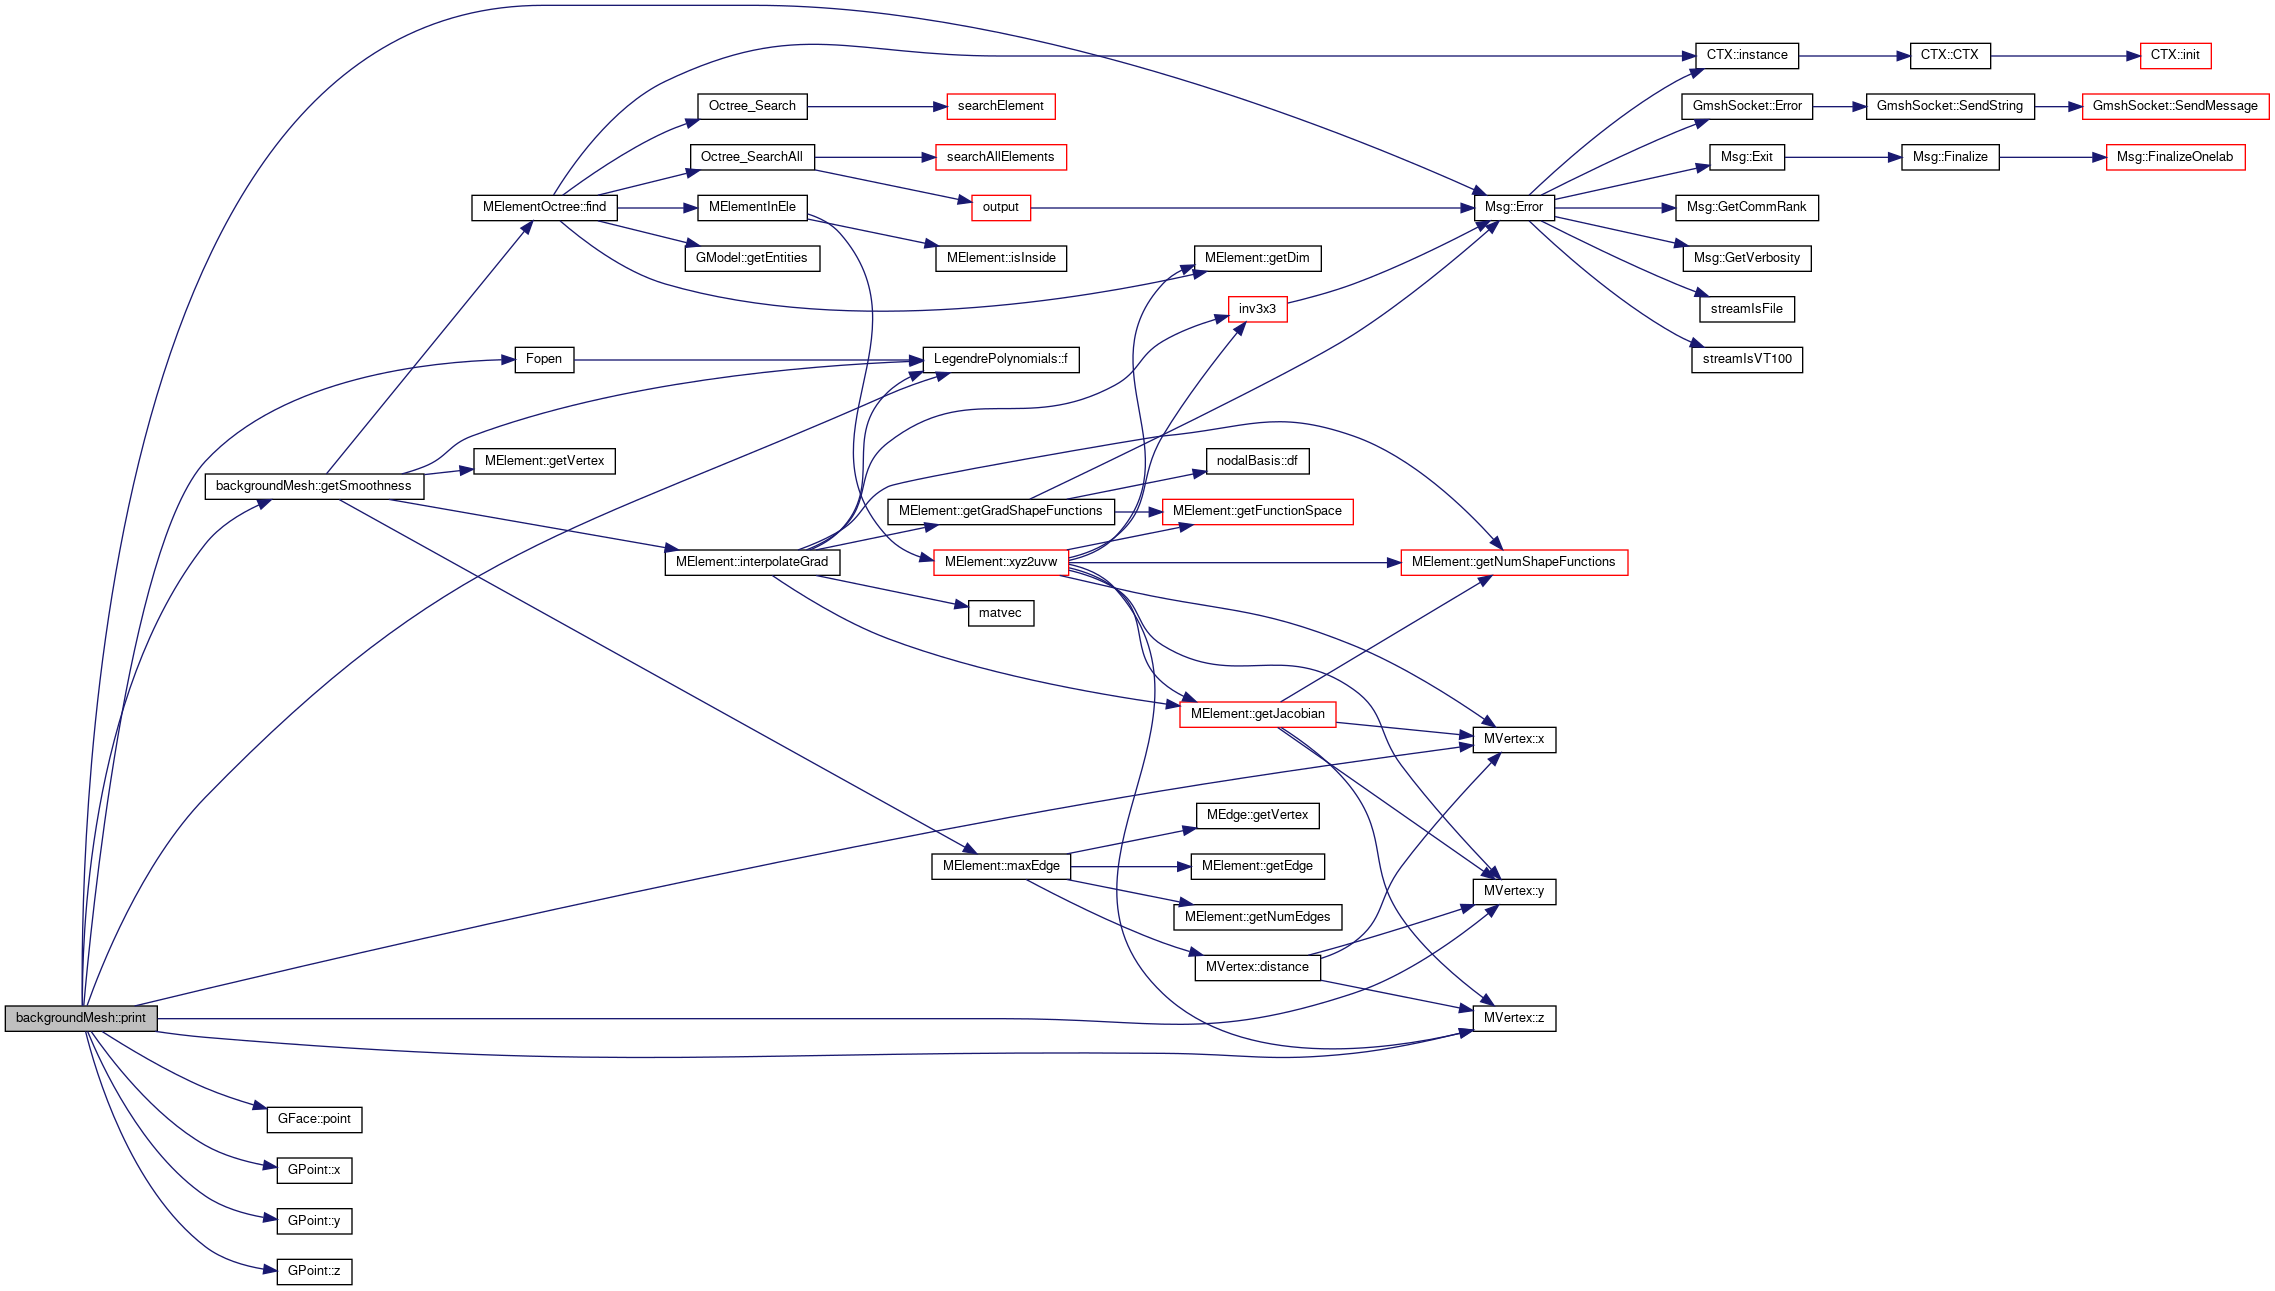 CTX::instance
CTX::CTX
CTX::init
Octree_Search
searchElement
GmshSocket::Error
GmshSocket::SendString
GmshSocket::SendMessage
Octree_SearchAll
searchAllElements
Msg::Exit
Msg::Finalize
Msg::FinalizeOnelab
MElementOctree::find
MElementInEle
output
Msg::Error
Msg::GetCommRank
GModel::getEntities
MElement::isInside
MElement::getDim
Msg::GetVerbosity
inv3x3
streamIsFile
Fopen
LegendrePolynomials::f
streamIsVT100
MElement::getVertex
nodalBasis::df
backgroundMesh::getSmoothness
MElement::getGradShapeFunctions
MElement::getFunctionSpace
MElement::interpolateGrad
MElement::xyz2uvw
MElement::getNumShapeFunctions
matvec
MElement::getJacobian
MVertex::x
MEdge::getVertex
MElement::maxEdge
MElement::getEdge
MVertex::y
MElement::getNumEdges
MVertex::distance
backgroundMesh::print
MVertex::z
GFace::point
GPoint::x
GPoint::y
GPoint::z